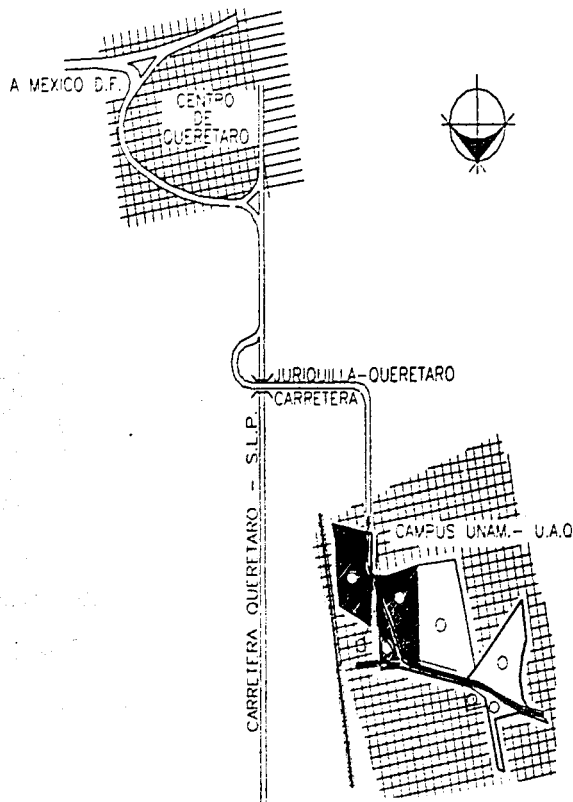 A MEXICO D.F.
CENTRO
DE
QUERETARO
JURIQUILLA-QUERETARO
CARRETERA
CARRETERA QUERETARO - S.L.P.
CAMPUS UNAM.- U.A.Q